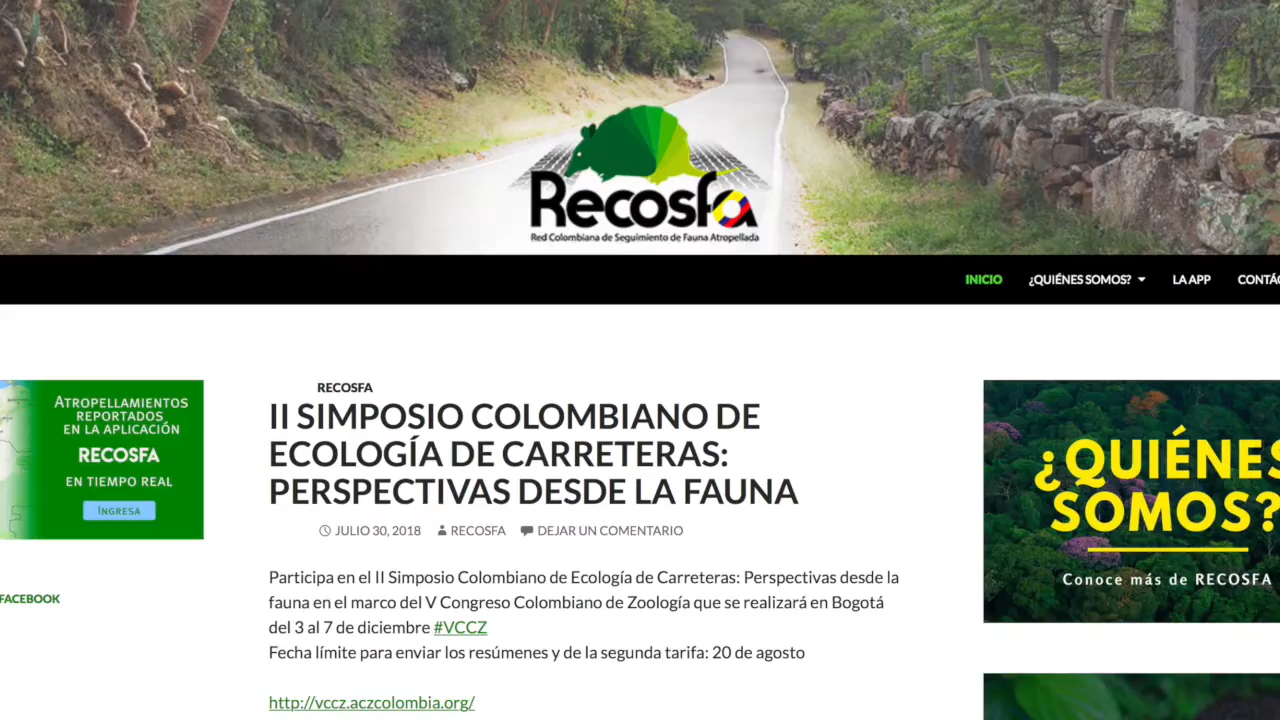 Recosfa
Red Colombiana de Seguimiento de Fauna Atropellada
INICIO
¿QUIÉNES SOMOS?
LA APP
CONTÁC
ATROPELLAMIENTOS
REPORTADOS
EN LA APLICACIÓN
RECOSFA
EN TIEMPO REAL
INGRESA
FACEBOOK
RECOSFA
II SIMPOSIO COLOMBIANO DE
ECOLOGÍA DE CARRETERAS:
PERSPECTIVAS DESDE LA FAUNA
JULIO 30, 2018 RECOSFA DEJAR UN COMENTARIO
Participa en el II Simposio Colombiano de Ecología de Carreteras: Perspectivas desde la
fauna en el marco del V Congreso Colombiano de Zoología que se realizará en Bogotá
del 3 al 7 de diciembre #VCCZ
Fecha límite para enviar los resúmenes y de la segunda tarifa: 20 de agosto
http://vccz.aczcolombia.org/
¿QUIÉNES
SOMOS?
Conoce más de RECOSFA